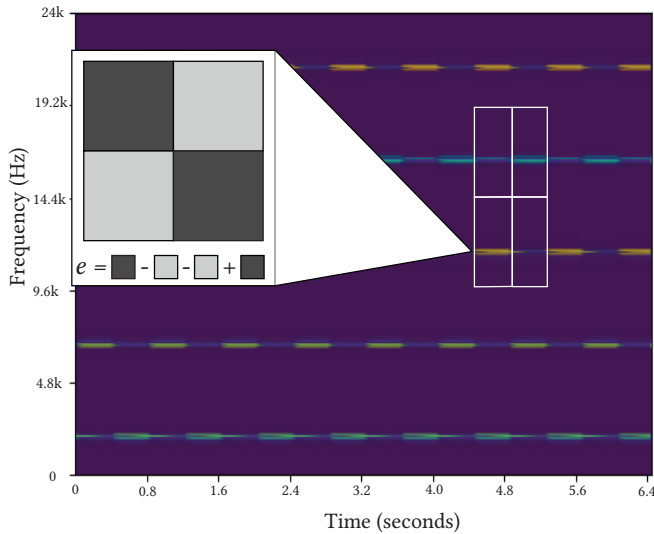 24k
19.2k
14.4k
9.6k
4.8k
0
Frequency (Hz)
e = - - +
0 0.8 1.6 2.4 3.2 4.0 4.8 5.6 6.4
Time (seconds)